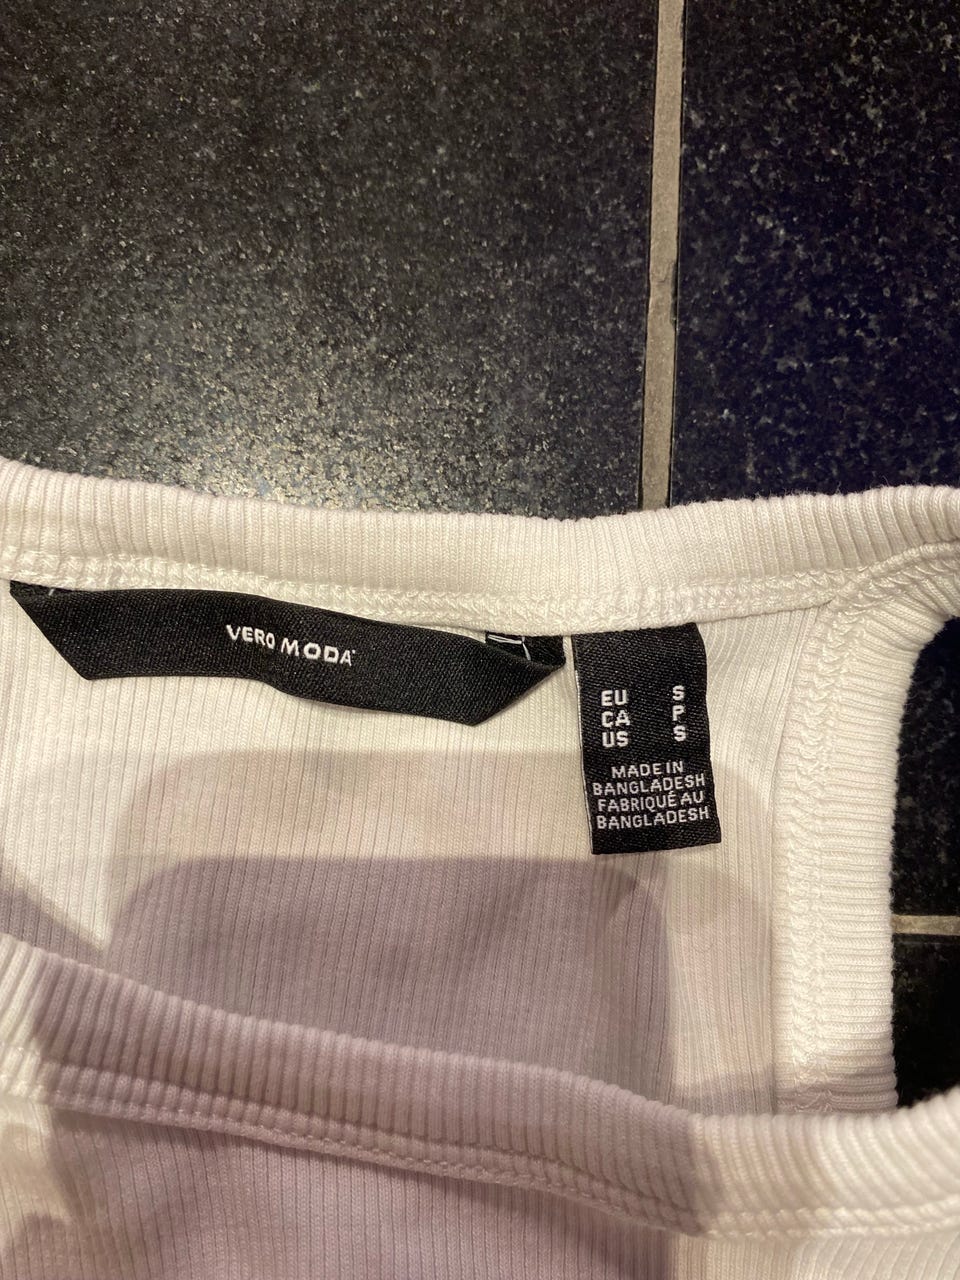 VERO MODA
EU S
CA P
US S
MADE IN
BANGLADESH
FABRIQUÉ AU
BANGLADESH